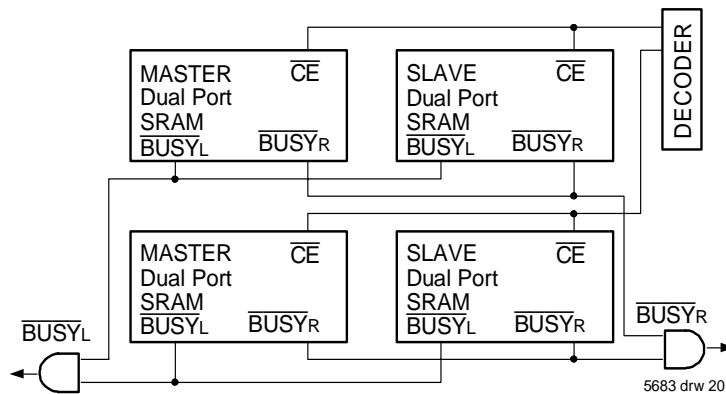 MASTER
Dual Port
SRAM
BUSYL
CE
BUSYR
SLAVE
Dual Port
SRAM
BUSYL
CE
BUSYR
DECODER
MASTER
Dual Port
SRAM
BUSYL
CE
BUSYR
SLAVE
Dual Port
SRAM
BUSYL
CE
BUSYR
BUSYL
BUSYR
5683 drw 20